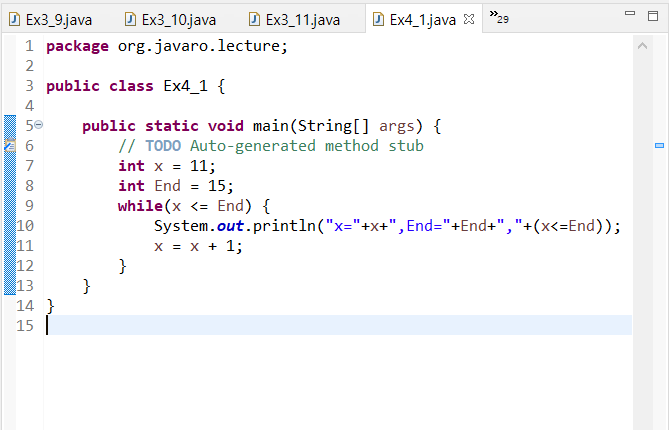 Ex3_9.java Ex3_10.java Ex3_11.java Ex4_1.java »29
1 package org.javaro.lecture;
2
3 public class Ex4_1 {
4
5 public static void main(String[] args) {
6 // TODO Auto-generated method stub
7 int x = 11;
8 int End = 15;
9 while(x <= End) {
10 System.out.println("x="+x+",End="+End+","+(x<=End));
11 x = x + 1;
12 }
13 }
14 }
15